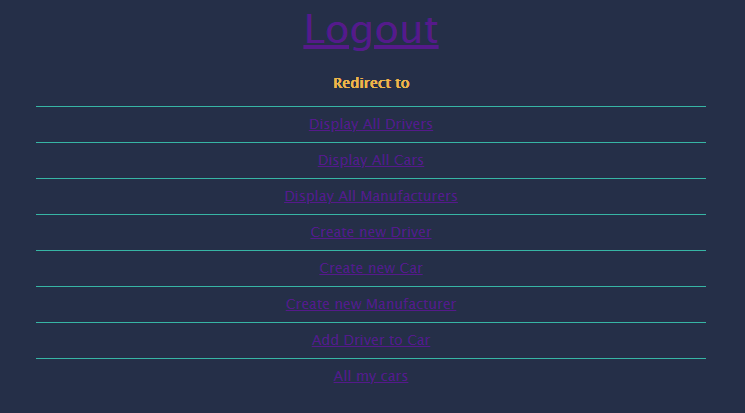 Logout
Redirect to
Display All Drivers
Display All Cars
Display All Manufacturers
Create new Driver
Create new Car
Create new Manufacturer
Add Driver to Car
All my cars